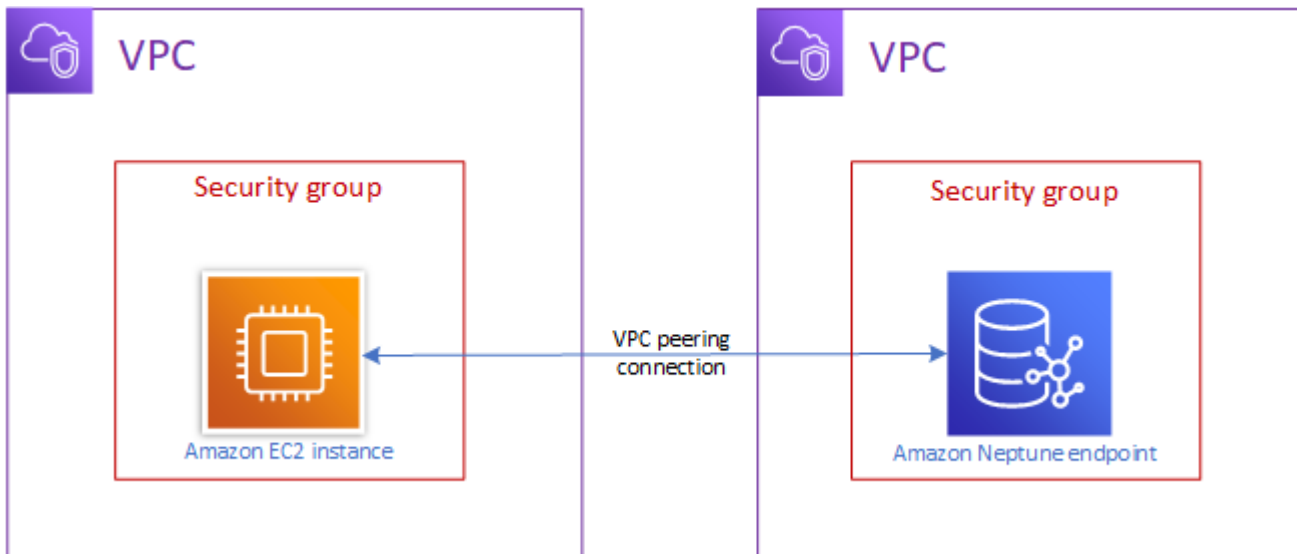 VPC
VPC
Security group
Security group
VPC peering
connection
Amazon EC2 instance
Amazon Neptune endpoint